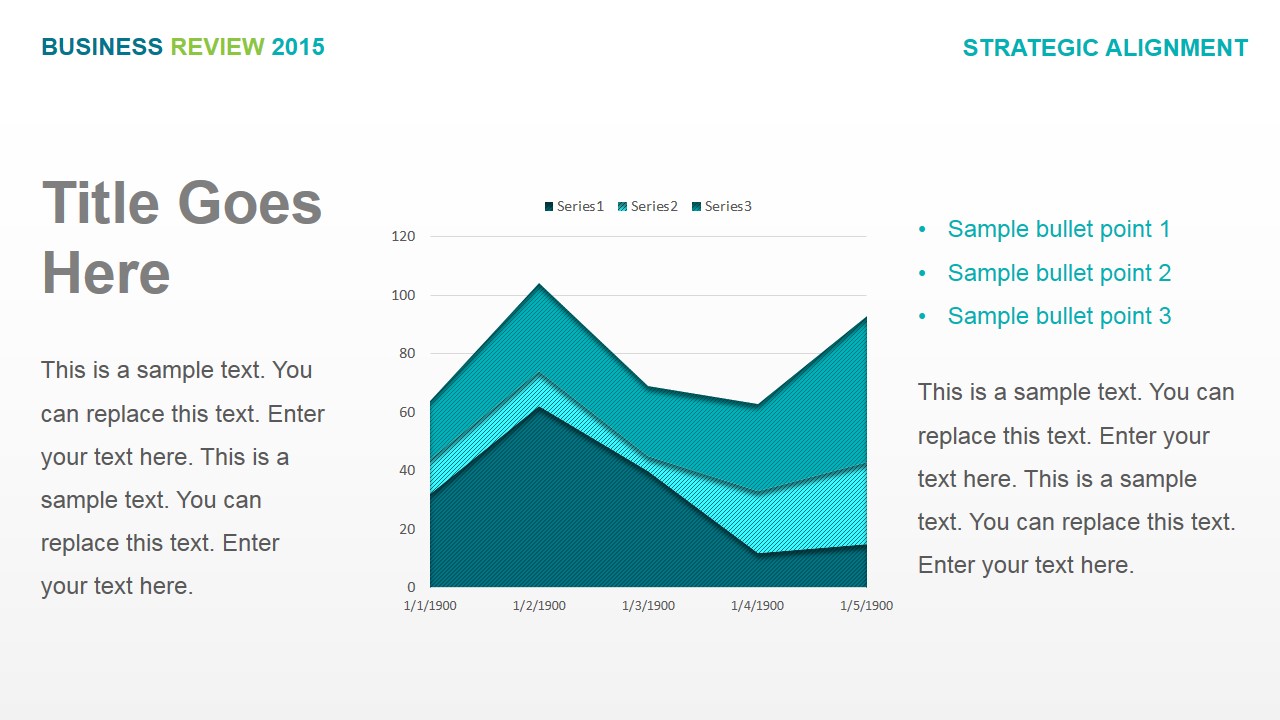 BUSINESS REVIEW 2015
STRATEGIC ALIGNMENT
Title Goes
Here
This is a sample text. You
can replace this text. Enter
your text here. This is a
sample text. You can
replace this text. Enter
your text here.
Series1 Series2 Series3
120
100
80
60
40
20
0
1/1/1900 1/2/1900 1/3/1900 1/4/1900 1/5/1900
• Sample bullet point 1
• Sample bullet point 2
• Sample bullet point 3
This is a sample text. You can
replace this text. Enter your
text here. This is a sample
text. You can replace this text.
Enter your text here.